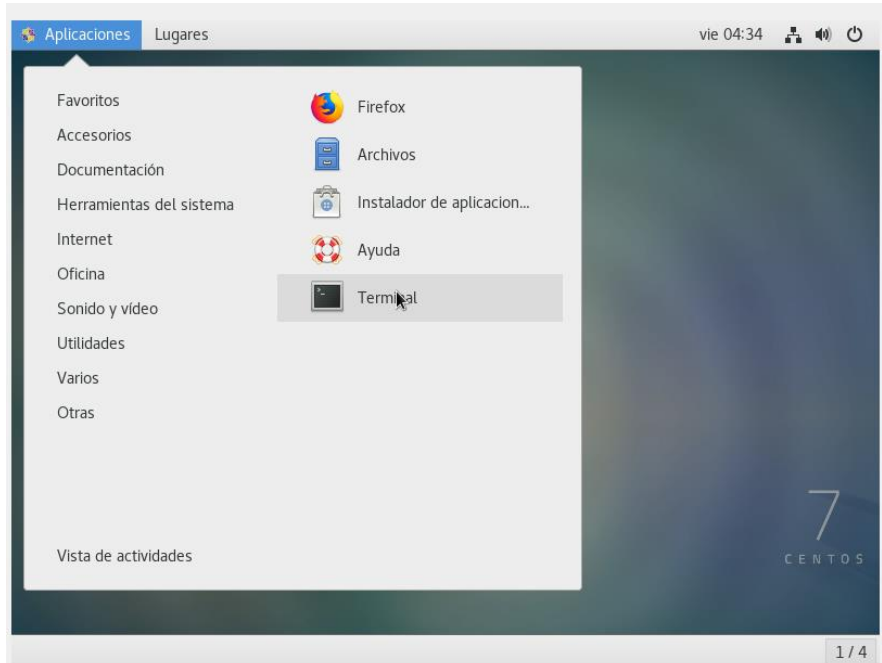 Aplicaciones Lugares vie 04:34
Favoritos
Accesorios
Documentación
Herramientas del sistema
Internet
Oficina
Sonido y vídeo
Utilidades
Varios
Otras
Vista de actividades
Firefox
Archivos
Instalador de aplicacion...
Ayuda
Terminal
7
CENTOS
1 / 4